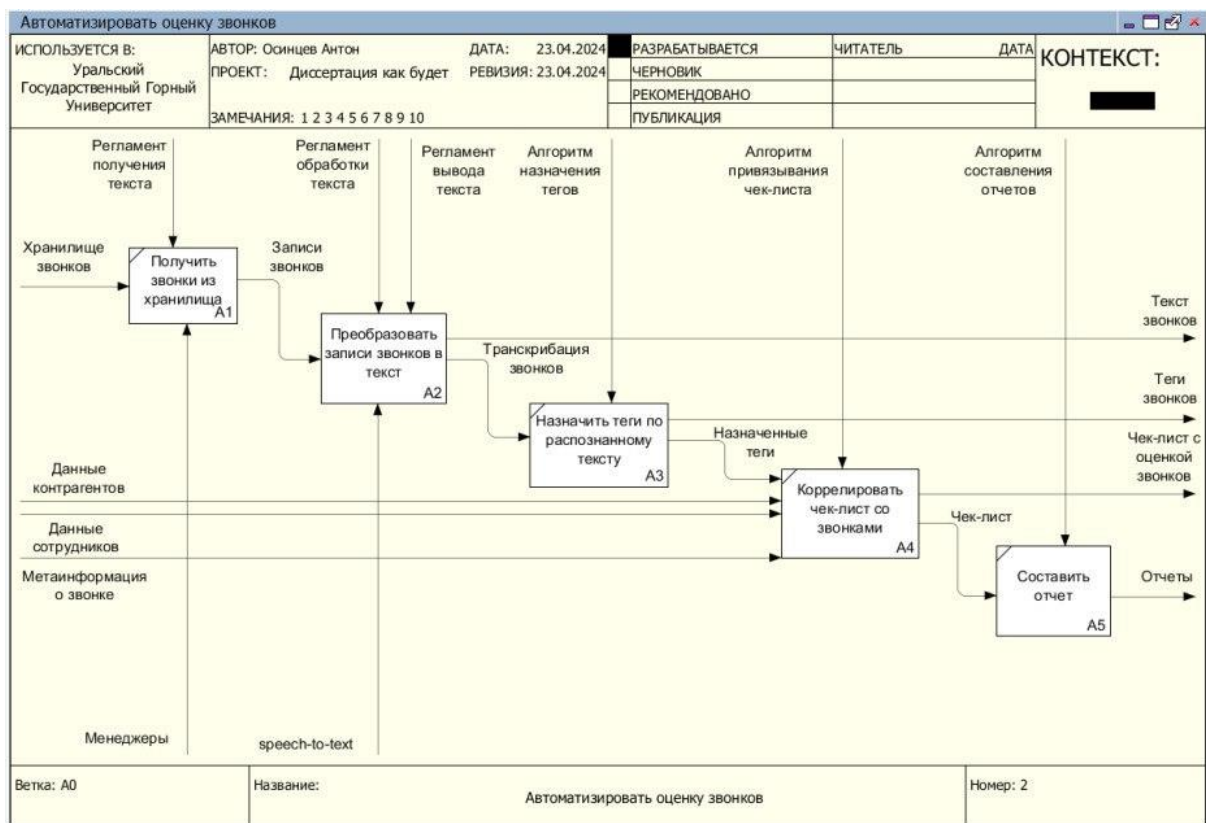 Автоматизировать оценку звонков
ИСПОЛЬЗУЕТСЯ В:
Уральский
Государственный Горный
Университет
АВТОР: Осинцев Антон
ДАТА: 23.04.2024
ПРОЕКТ: Диссертация как будет
РЕВИЗИЯ: 23.04.2024
ЗАМЕЧАНИЯ: 1 2 3 4 5 6 7 8 9 10
РАЗРАБАТЫВАЕТСЯ
ЧЕРНОВИК
РЕКОМЕНДОВАНО
ПУБЛИКАЦИЯ
ЧИТАТЕЛЬ
ДАТА
КОНТЕКСТ:
Регламент
получения
текста
Регламент
обработки
текста
Регламент
вывода
текста
Алгоритм
назначения
тегов
Алгоритм
привязывания
чек-листа
Алгоритм
составления
отчетов
Хранилище
звонков
Получить
звонки из
хранилища
A1
Записи
звонков
Преобразовать
записи звонков в
текст
A2
Текст
звонков
Транскрибация
звонков
Теги
звонков
Назначить теги по
распознанному
тексту
A3
Назначенные
теги
Чек-лист с
оценкой
звонков
Данные
контрагентов
Коррелировать
чек-лист со
звонками
A4
Данные
сотрудников
Чек-лист
Метаинформация
о звонке
Составить
отчет
A5
Отчеты
Менеджеры
speech-to-text
Ветка: A0
Название:
Автоматизировать оценку звонков
Номер: 2